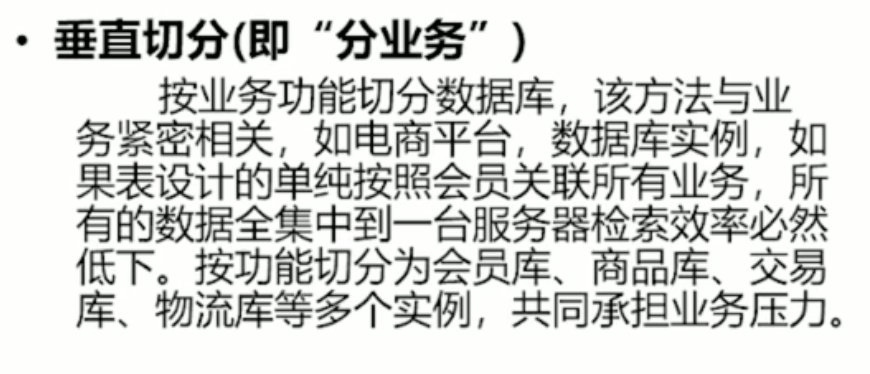 • 垂直切分(即“分业务”)
按业务功能切分数据库，该方法与业
务紧密相关，如电商平台，数据库实例，如
果表设计的单纯按照会员关联所有业务，所
有的数据全集中到一台服务器检索效率必然
低下。按功能切分为会员库、商品库、交易
库、物流库等多个实例，共同承担业务压力。